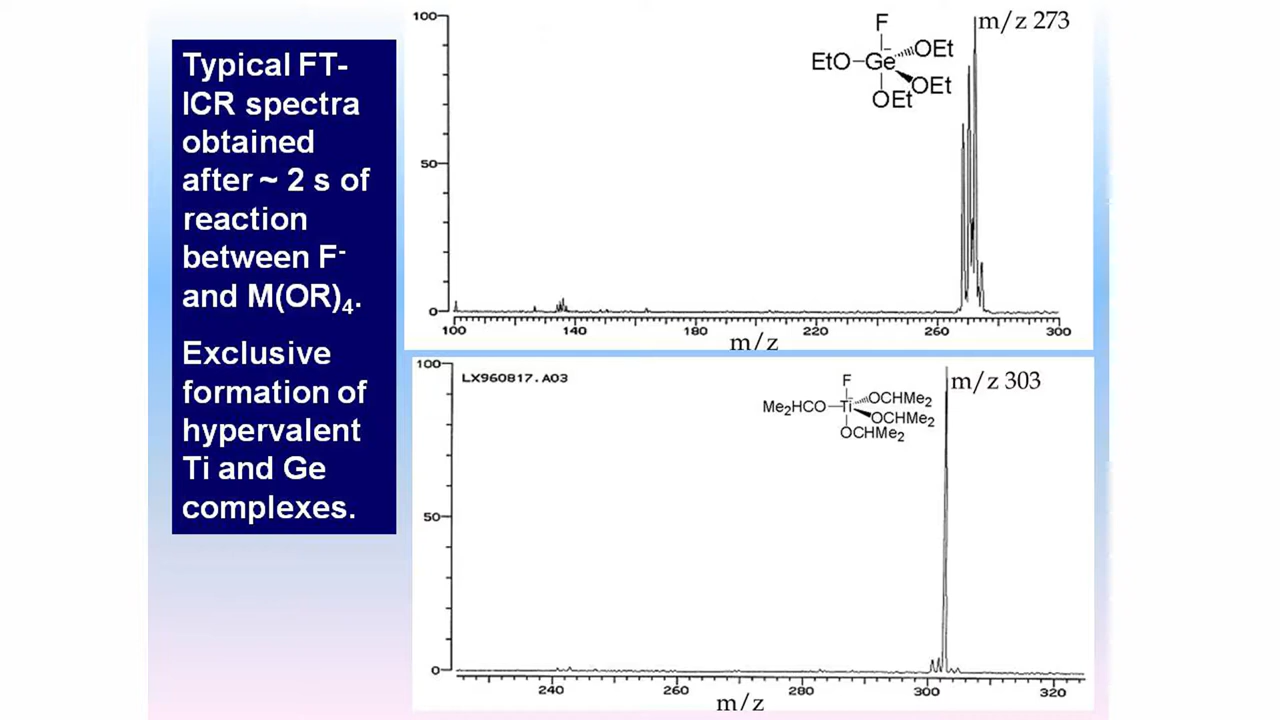 Typical FT-
ICR spectra
obtained
after ~ 2 s of
reaction
between F-
and M(OR)4.
Exclusive
formation of
hypervalent
Ti and Ge
complexes.
100
50
0
100 140 180 220 260 300
m/z
m/z 273
F
EtO Ge OEt
OEt
OEt
100
50
0
LX960817.A03
240 260 280 300 320
m/z
m/z 303
F
Me2HCO Ti OCHMe2
OCHMe2
OCHMe2